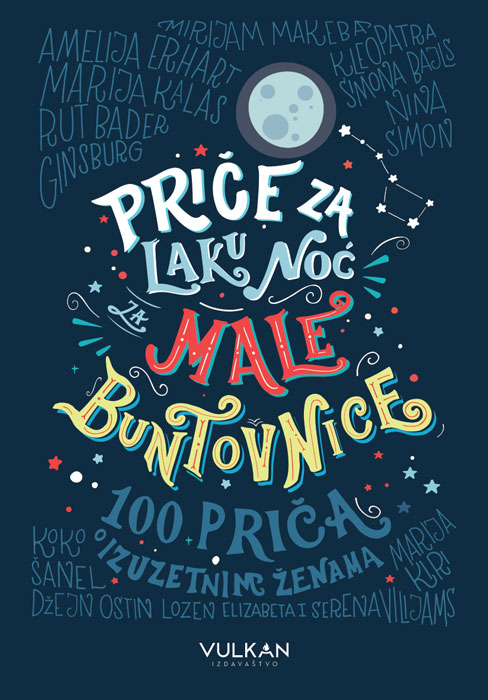 MIRIJAM MAKEBA
AMELIJA ERHART
KLEOPATRA
MARIJA KALAS
SIMONA BAJLS
RUT BADER
GINSBURG
NINA
SIMON
PRIČE ZA
LAKU NOĆ
ZA
MALE
BUNTOVNICE
100 PRIČA
O IZUZETNIM ŽENAMA
KOKO
ŠANEL
MARIJA
KIRI
DŽEJN OSTIN LOZEN ELIZABETA I SERENA VILIJAMS
VULKAN
IZDAVAŠTVO